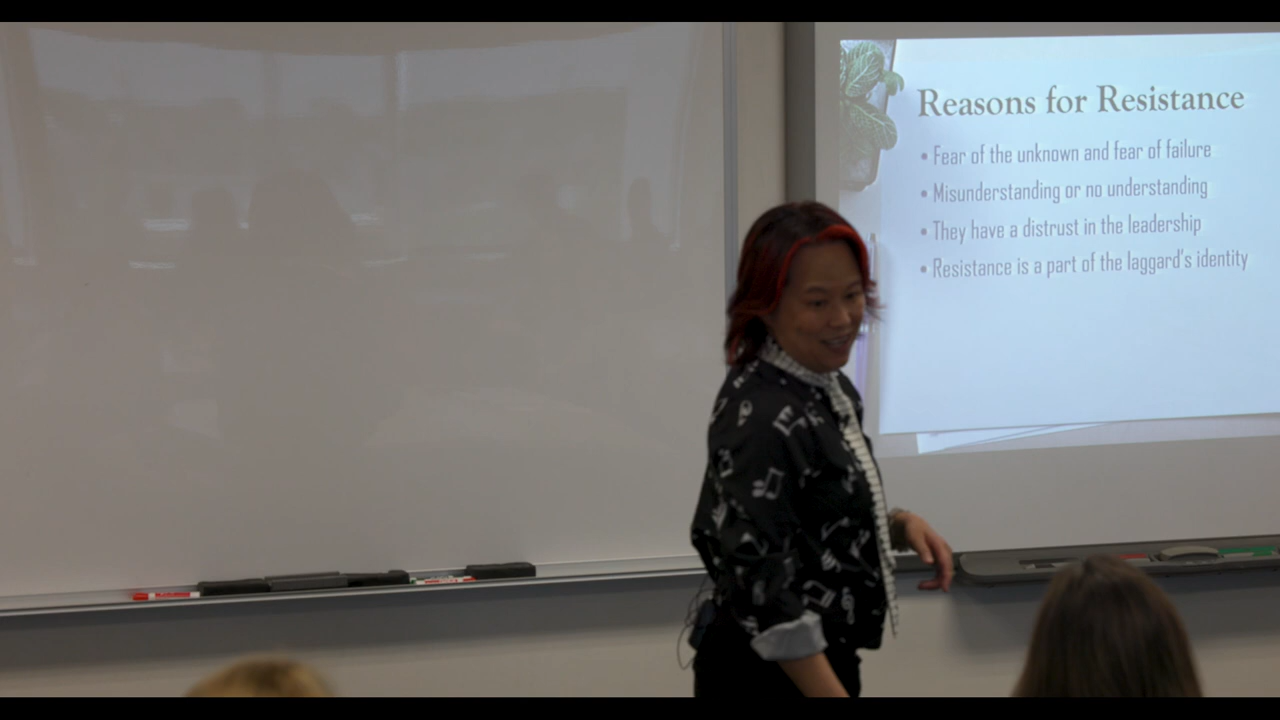 Reasons for Resistance
• Fear of the unknown and fear of failure
• Misunderstanding or no understanding
• They have a distrust in the leadership
• Resistance is a part of the laggard's identity